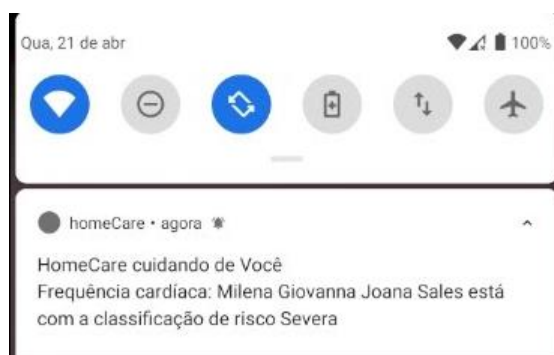 Qua, 21 de abr 100%
homeCare • agora
HomeCare cuidando de Você
Frequência cardíaca: Milena Giovanna Joana Sales está
com a classificação de risco Severa